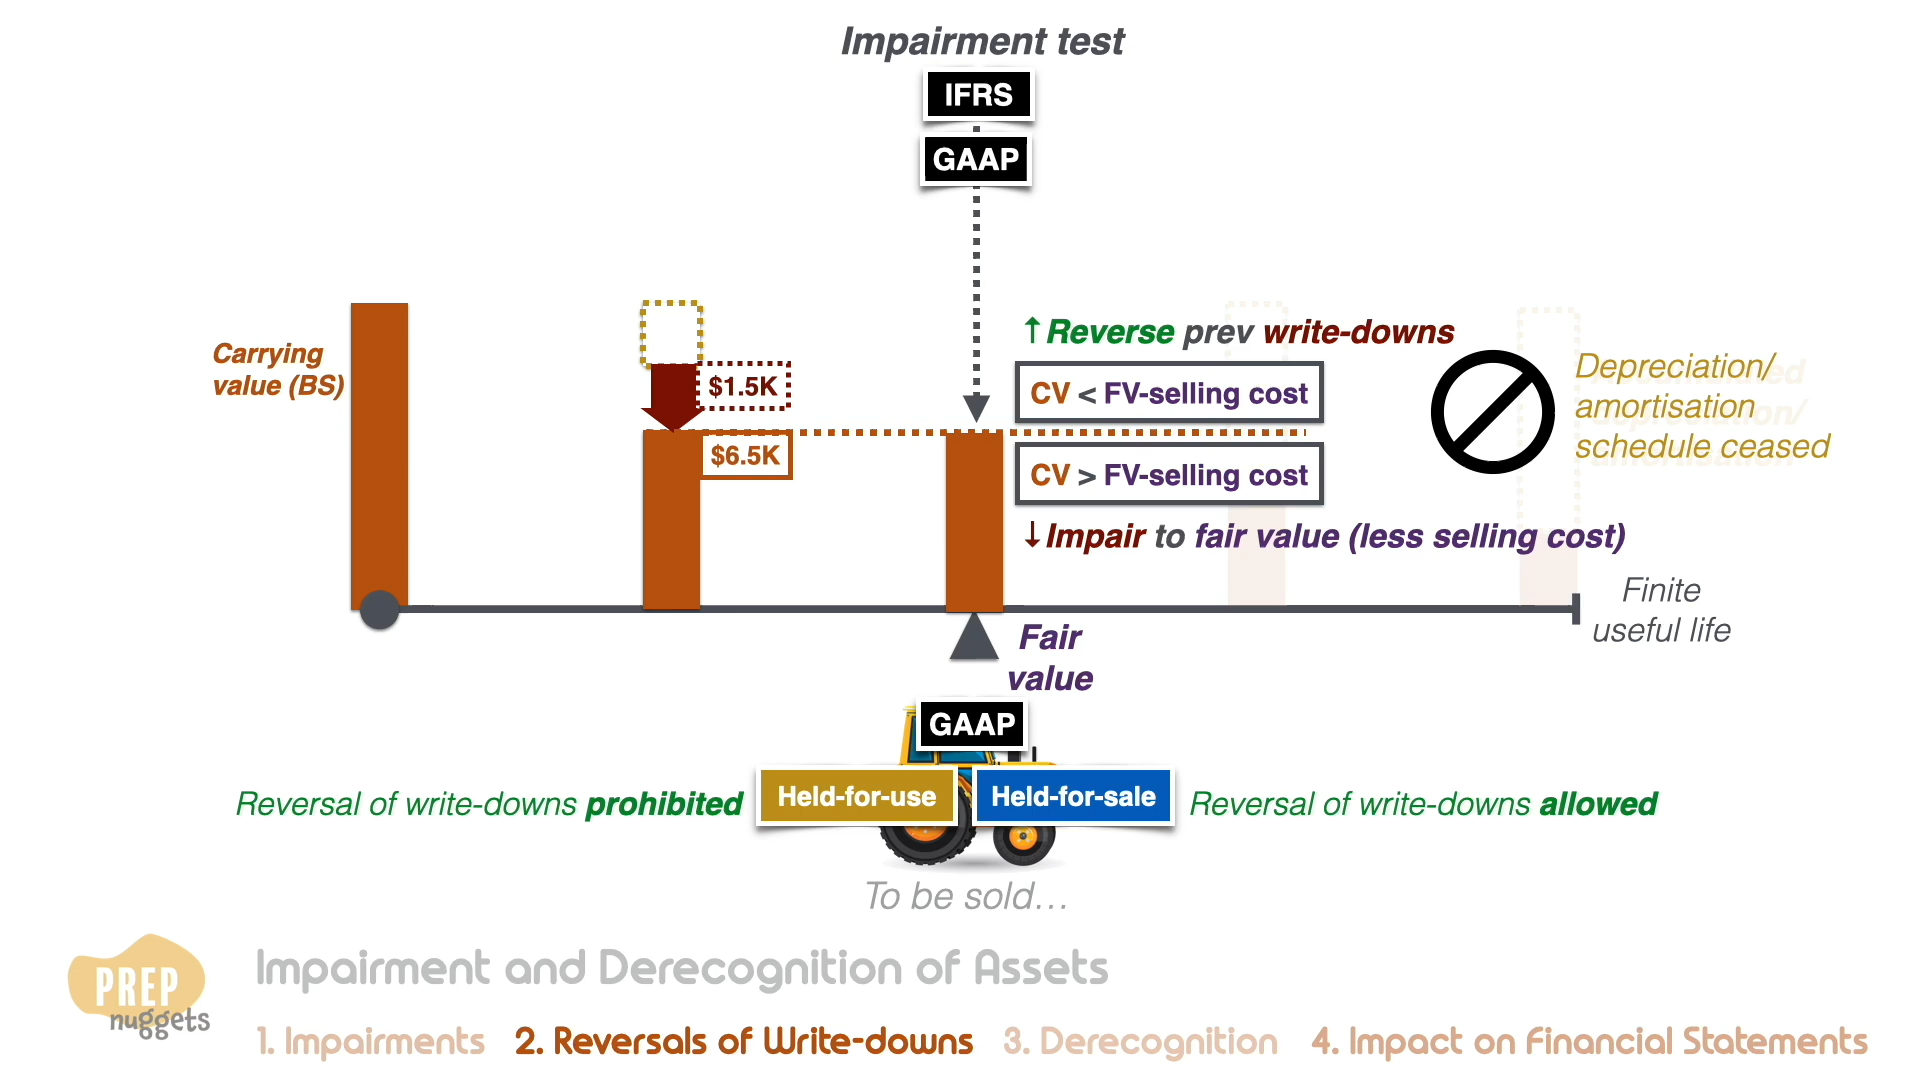 Impairment test
IFRS
GAAP
Carrying
value (BS)
$1.5K
$6.5K
↑Reverse prev write-downs
CV < FV-selling cost
CV > FV-selling cost
↓Impair to fair value (less selling cost)
Depreciation/
amortisation
schedule ceased
Finite
useful life
Fair
value
GAAP
Reversal of write-downs prohibited
Held-for-use
Held-for-sale
Reversal of write-downs allowed
To be sold...
PREP
nuggets
Impairment and Derecognition of Assets
1. Impairments 2. Reversals of Write-downs 3. Derecognition 4. Impact on Financial Statements